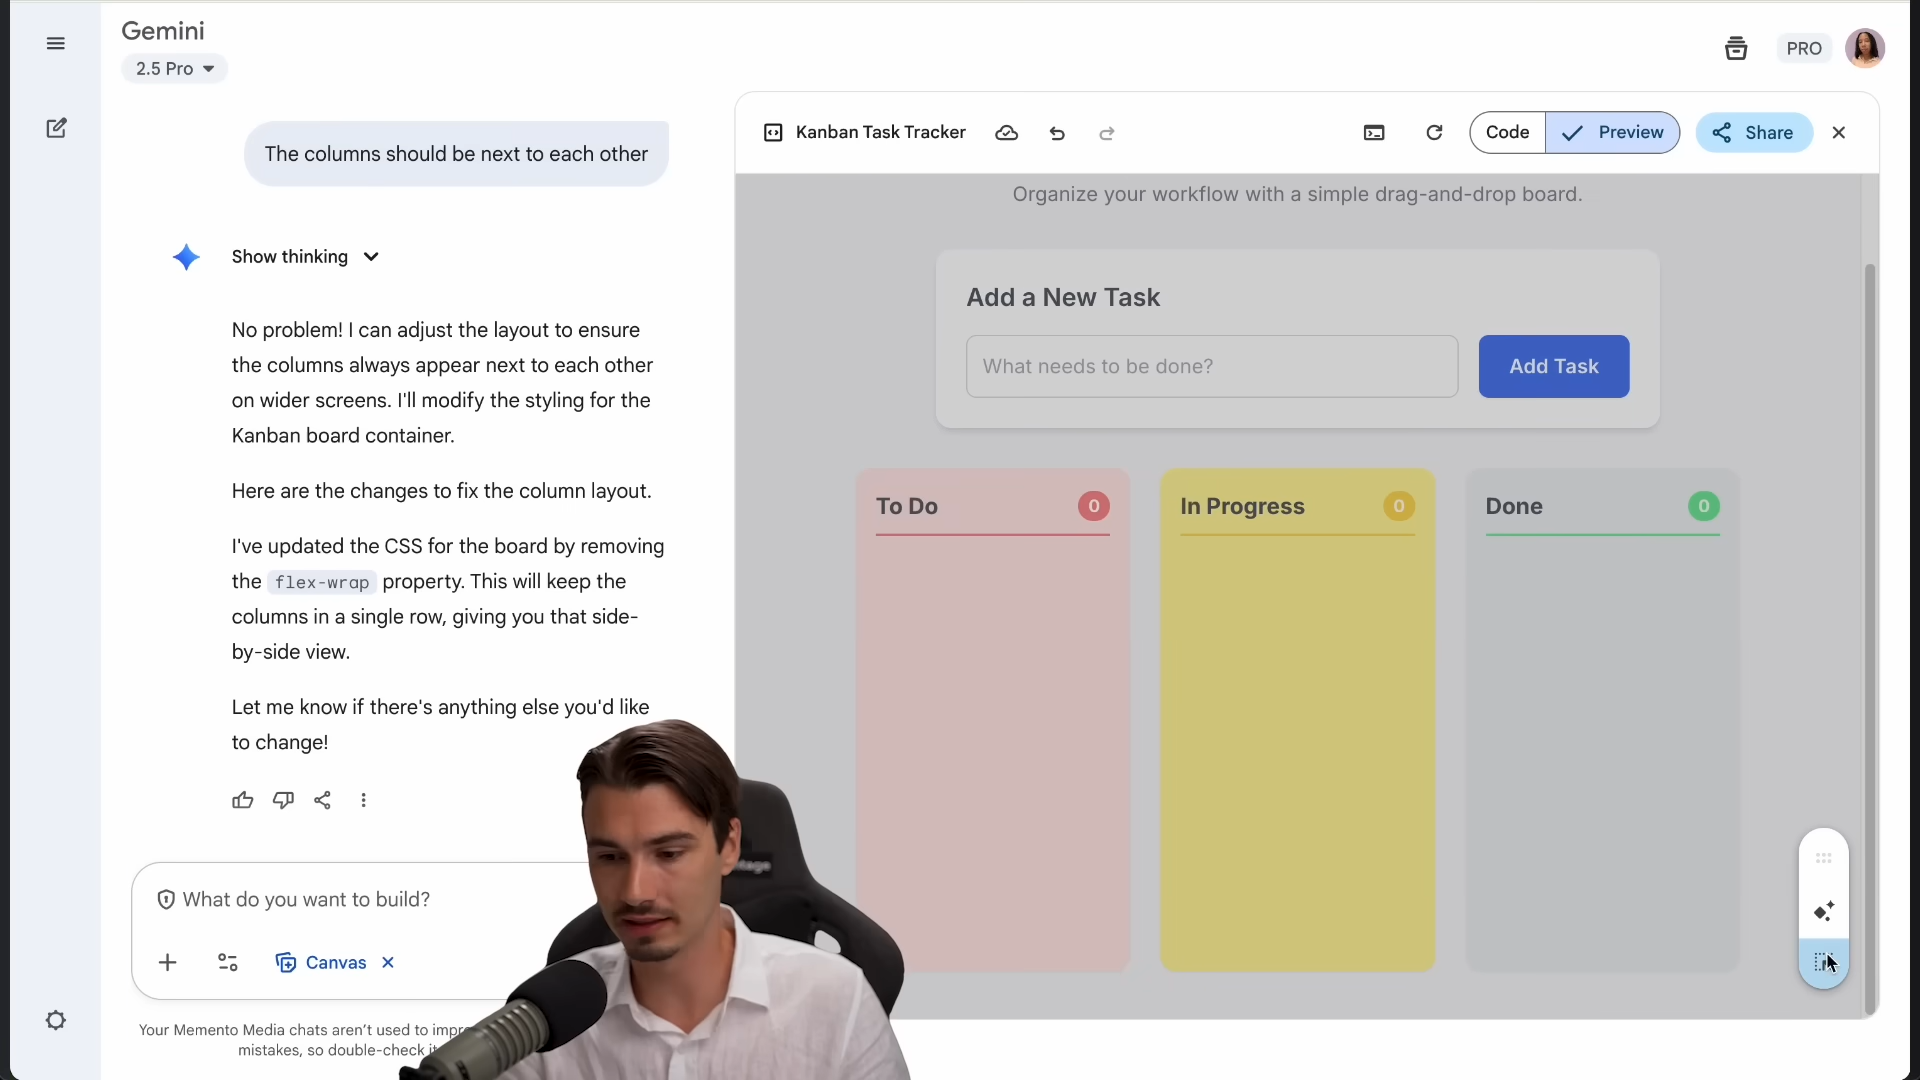 Gemini
2.5 Pro
PRO
The columns should be next to each other
Show thinking
No problem! I can adjust the layout to ensure
the columns always appear next to each other
on wider screens. I'll modify the styling for the
Kanban board container.
Here are the changes to fix the column layout.
I've updated the CSS for the board by removing
the flex-wrap property. This will keep the
columns in a single row, giving you that side-
by-side view.
Let me know if there's anything else you'd like
to change!
What do you want to build?
Canvas
Your Memento Media chats aren't used to
mistakes, so double-check
Kanban Task Tracker
Code
Preview
Share
Organize your workflow with a simple drag-and-drop board.
Add a New Task
What needs to be done?
Add Task
To Do
0
In Progress
0
Done
0